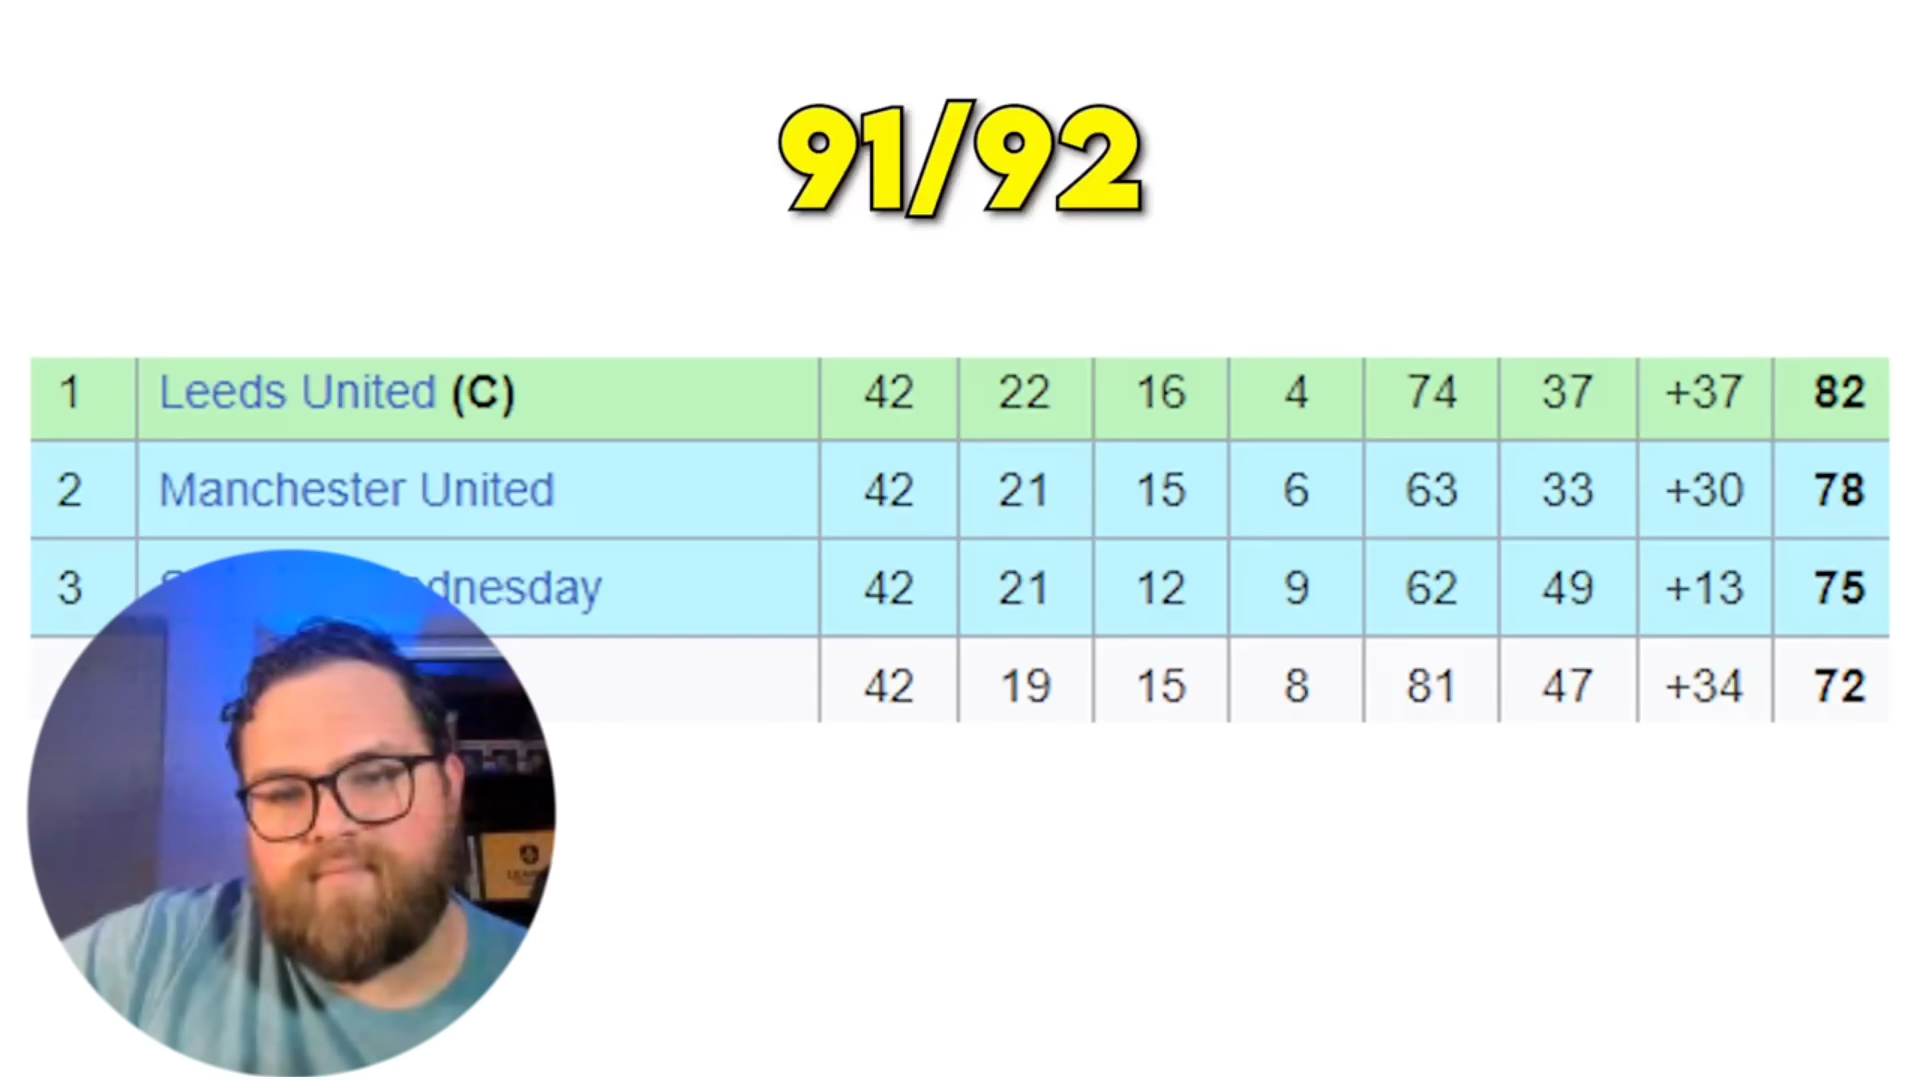 91/92
1 Leeds United (C) 42 22 16 4 74 37 +37 82
2 Manchester United 42 21 15 6 63 33 +30 78
3 42 21 12 9 62 49 +13 75
42 19 15 8 81 47 +34 72